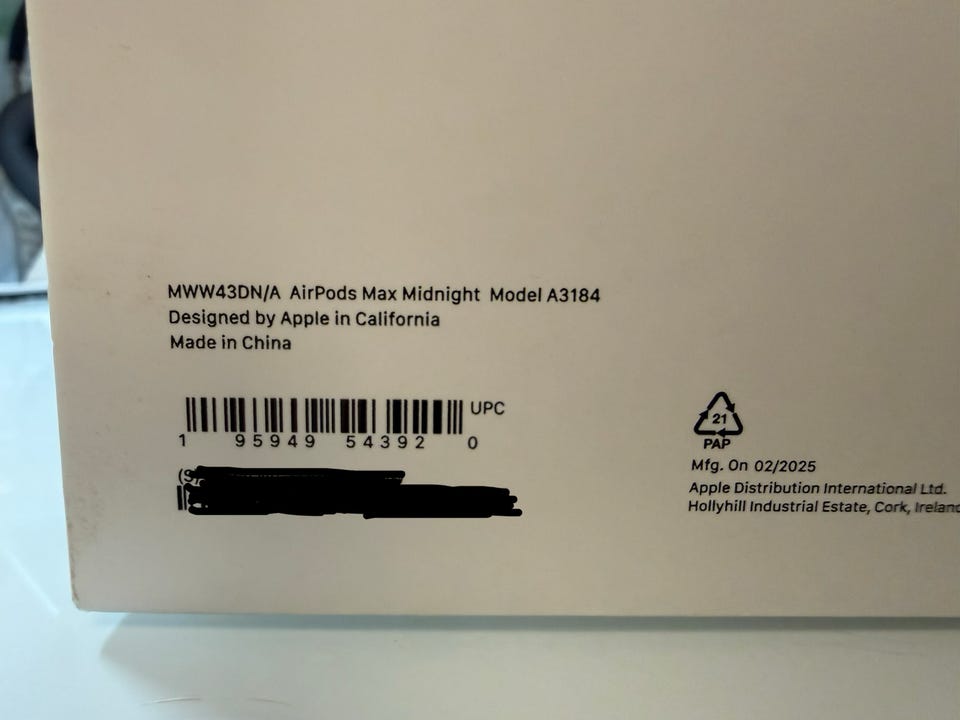 MWW43DN/A AirPods Max Midnight Model A3184
Designed by Apple in California
Made in China
UPC
1 95949 54392 0
(S)
21
PAP
Mfg. On 02/2025
Apple Distribution International Ltd.
Hollyhill Industrial Estate, Cork, Ireland